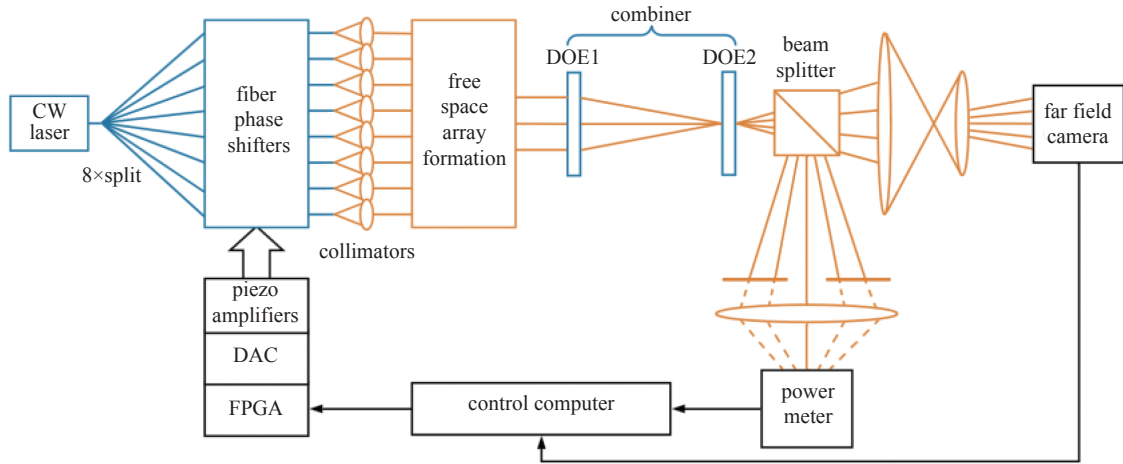 combiner
DOE1
DOE2
beam
splitter
CW
laser
8×split
fiber
phase
shifters
collimators
free
space
array
formation
far field
camera
piezo
amplifiers
DAC
FPGA
control computer
power
meter